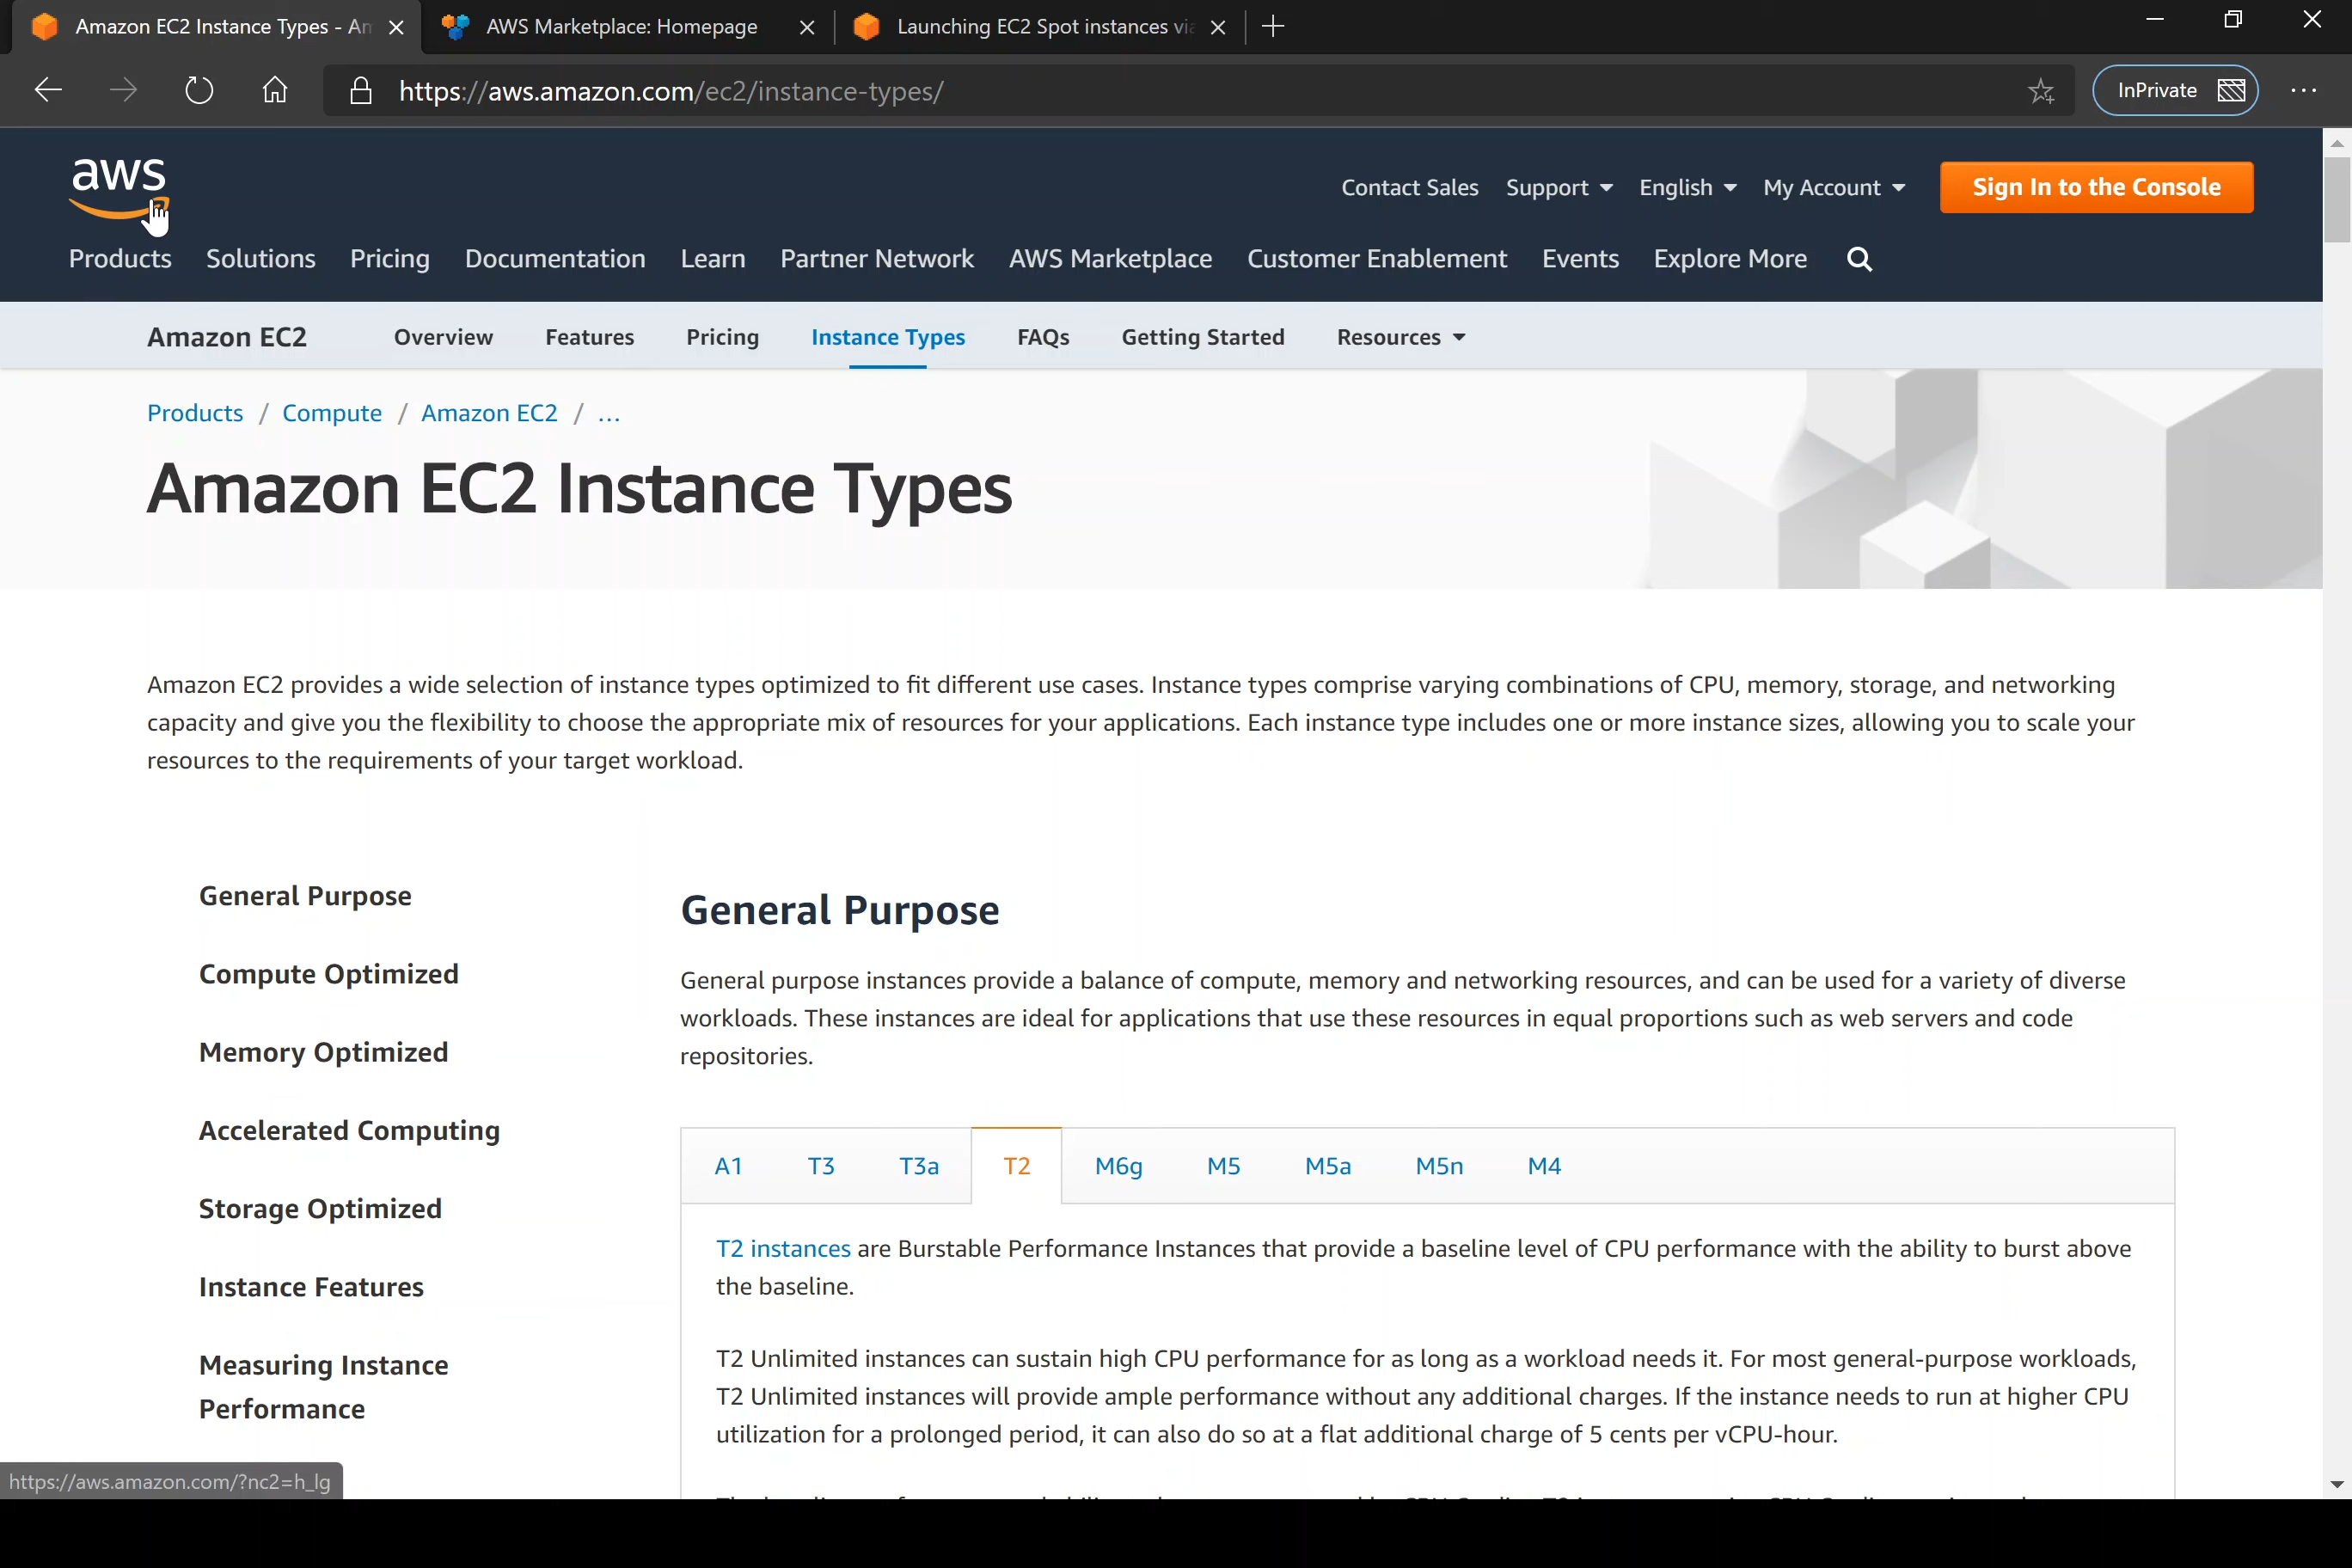 Amazon EC2 Instance Types - Am
AWS Marketplace: Homepage
Launching EC2 Spot instances via
https://aws.amazon.com/ec2/instance-types/
InPrivate
aws
Contact Sales Support English My Account Sign In to the Console
Products Solutions Pricing Documentation Learn Partner Network AWS Marketplace Customer Enablement Events Explore More
Amazon EC2 Overview Features Pricing Instance Types FAQs Getting Started Resources
Products / Compute / Amazon EC2 / ...
Amazon EC2 Instance Types
Amazon EC2 provides a wide selection of instance types optimized to fit different use cases. Instance types comprise varying combinations of CPU, memory, storage, and networking
capacity and give you the flexibility to choose the appropriate mix of resources for your applications. Each instance type includes one or more instance sizes, allowing you to scale your
resources to the requirements of your target workload.
General Purpose
Compute Optimized
Memory Optimized
Accelerated Computing
Storage Optimized
Instance Features
Measuring Instance
Performance
General Purpose
General purpose instances provide a balance of compute, memory and networking resources, and can be used for a variety of diverse
workloads. These instances are ideal for applications that use these resources in equal proportions such as web servers and code
repositories.
A1 T3 T3a T2 M6g M5 M5a M5n M4
T2 instances are Burstable Performance Instances that provide a baseline level of CPU performance with the ability to burst above
the baseline.
T2 Unlimited instances can sustain high CPU performance for as long as a workload needs it. For most general-purpose workloads,
T2 Unlimited instances will provide ample performance without any additional charges. If the instance needs to run at higher CPU
utilization for a prolonged period, it can also do so at a flat additional charge of 5 cents per vCPU-hour.
https://aws.amazon.com/?nc2=h_lg